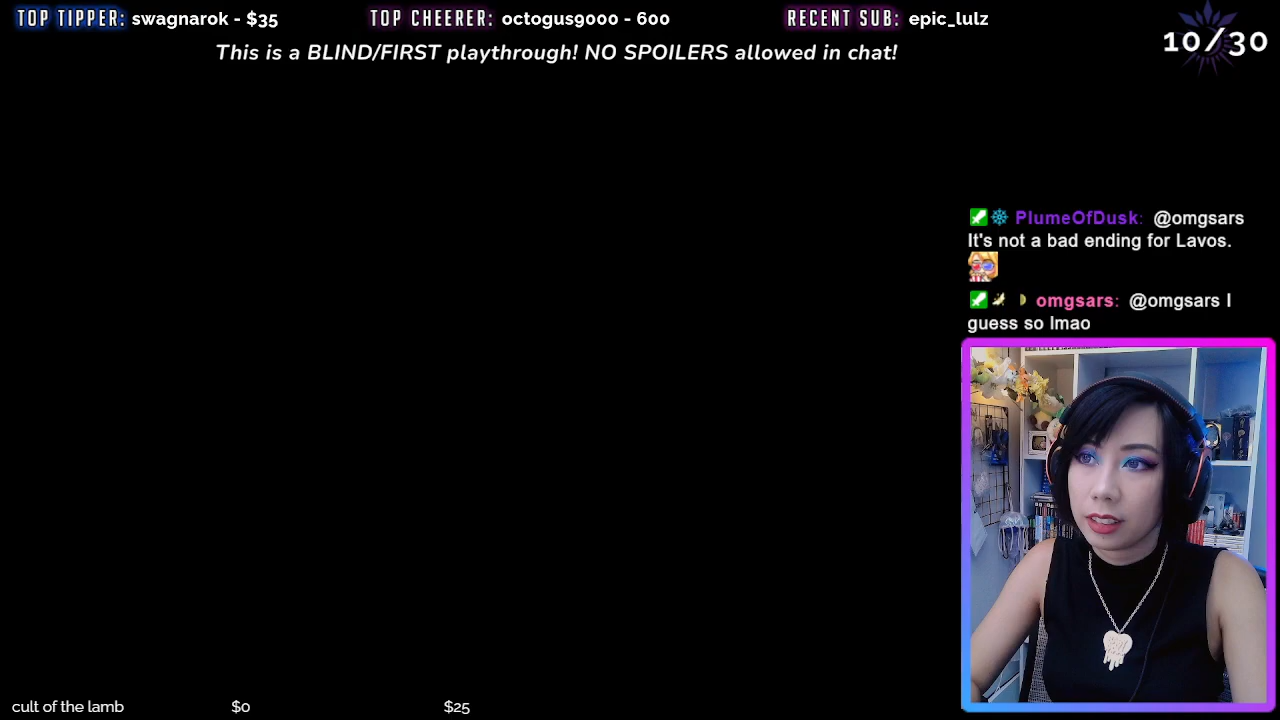 TOP TIPPER: swagnarok - $35 TOP CHEERER: octogus9000 - 600 RECENT SUB: epic_lulz
10/30
This is a BLIND/FIRST playthrough! NO SPOILERS allowed in chat!
PlumeOfDusk: @omgsars
It's not a bad ending for Lavos.
omgsars: @omgsars I
guess so lmao
cult of the lamb $0 $25